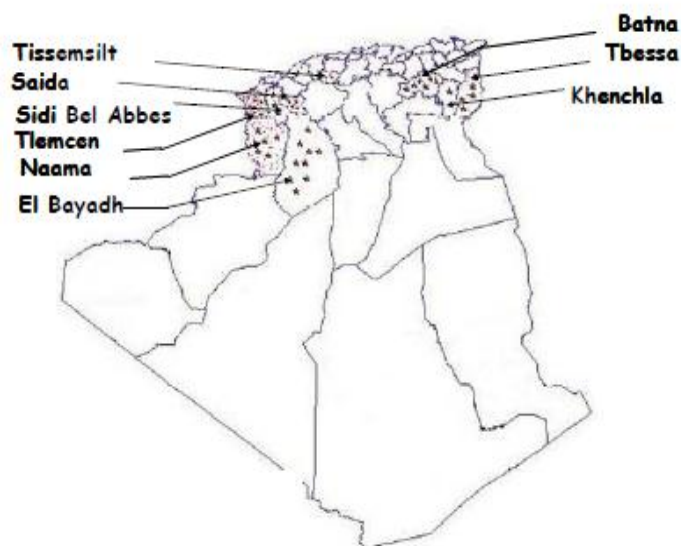 Tissemsilt
Saida
Sidi Bel Abbes
Tlemcen
Naama
El Bayadh
Batna
Tbessa
Khenchla